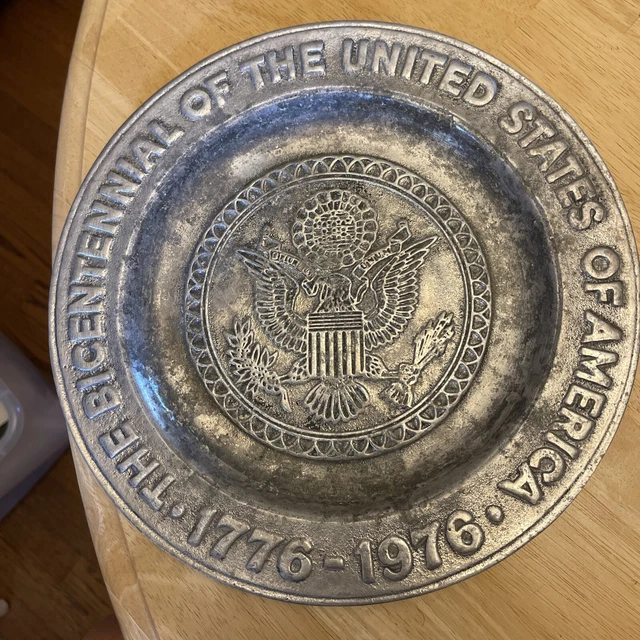 THE BICENTENNIAL OF THE UNITED STATES OF AMERICA
• 1776-1976 •